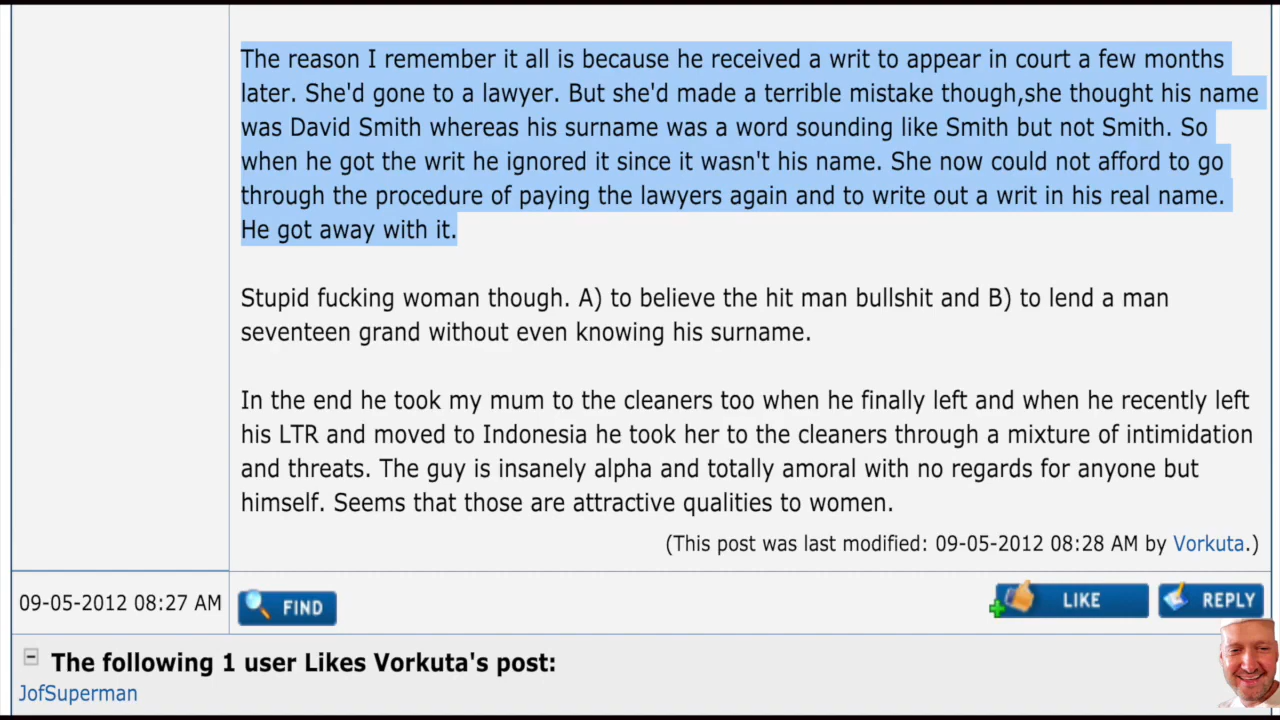 The reason I remember it all is because he received a writ to appear in court a few months
later. She'd gone to a lawyer. But she'd made a terrible mistake though,she thought his name
was David Smith whereas his surname was a word sounding like Smith but not Smith. So
when he got the writ he ignored it since it wasn't his name. She now could not afford to go
through the procedure of paying the lawyers again and to write out a writ in his real name.
He got away with it.
Stupid fucking woman though. A) to believe the hit man bullshit and B) to lend a man
seventeen grand without even knowing his surname.
In the end he took my mum to the cleaners too when he finally left and when he recently left
his LTR and moved to Indonesia he took her to the cleaners through a mixture of intimidation
and threats. The guy is insanely alpha and totally amoral with no regards for anyone but
himself. Seems that those are attractive qualities to women.
(This post was last modified: 09-05-2012 08:28 AM by Vorkuta.)
09-05-2012 08:27 AM FIND LIKE REPLY
The following 1 user Likes Vorkuta's post:
JofSuperman